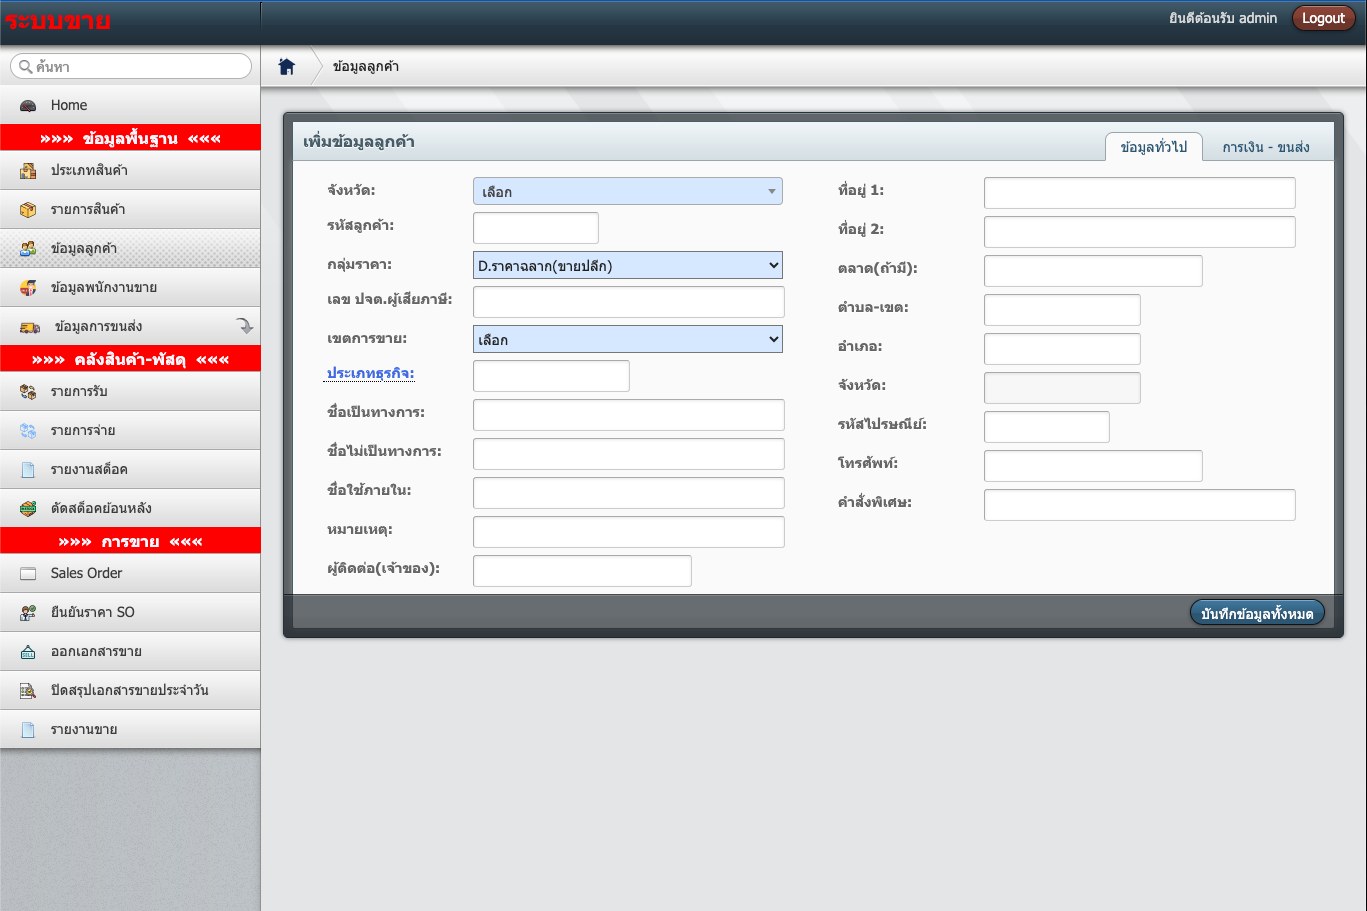 ระบบขาย
ยินดีต้อนรับ admin
Logout
ค้นหา
ข้อมูลลูกค้า
Home
»»» ข้อมูลพื้นฐาน «««
ประเภทสินค้า
รายการสินค้า
ข้อมูลลูกค้า
ข้อมูลพนักงานขาย
ข้อมูลการขนส่ง
»»» คลังสินค้า-พัสดุ «««
รายการรับ
รายการจ่าย
รายงานสต็อค
ตัดสต็อคย้อนหลัง
»»» การขาย «««
Sales Order
ยืนยันราคา SO
ออกเอกสารขาย
ปิดสรุปเอกสารขายประจำวัน
รายงานขาย
เพิ่มข้อมูลลูกค้า
ข้อมูลทั่วไป
การเงิน - ขนส่ง
จังหวัด:
เลือก
รหัสลูกค้า:
กลุ่มราคา:
D.ราคาฉลาก(ขายปลีก)
เลข ปจต.ผู้เสียภาษี:
เขตการขาย:
เลือก
ประเภทธุรกิจ:
ชื่อเป็นทางการ:
ชื่อไม่เป็นทางการ:
ชื่อใช้ภายใน:
หมายเหตุ:
ผู้ติดต่อ(เจ้าของ):
ที่อยู่ 1:
ที่อยู่ 2:
ตลาด(ถ้ามี):
ตำบล-เขต:
อำเภอ:
จังหวัด:
รหัสไปรษณีย์:
โทรศัพท์:
คำสั่งพิเศษ:
บันทึกข้อมูลทั้งหมด